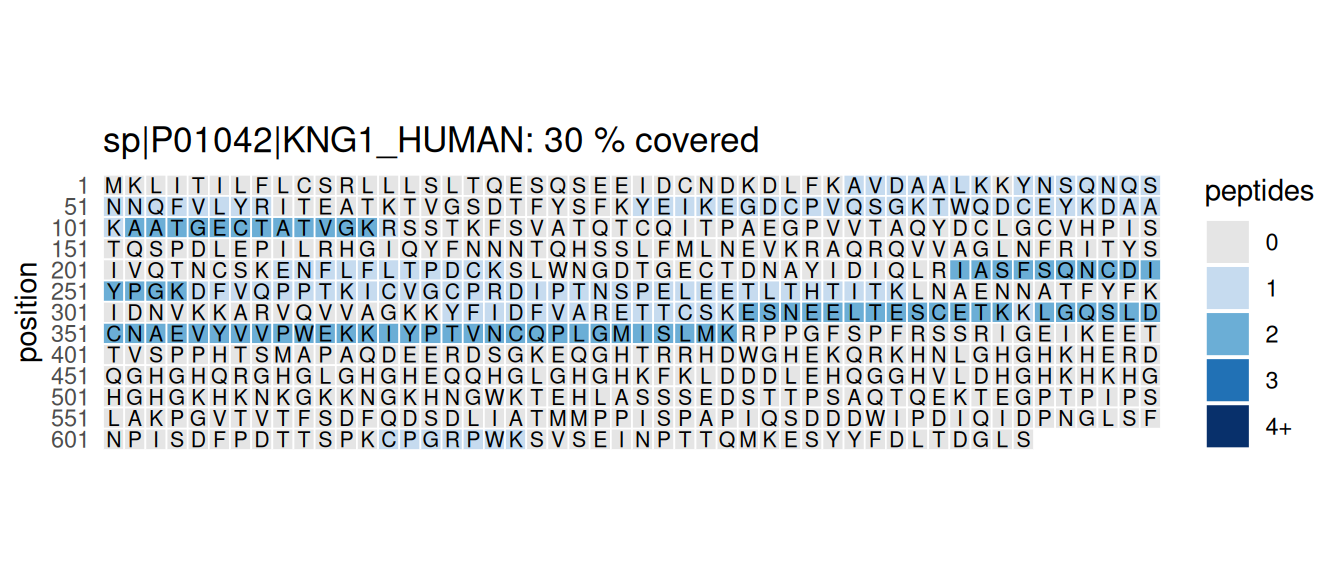 sp|P01042|KNG1_HUMAN: 30 % covered
1 MKLITILFLCSRLLLSLTQESQSEEIDCNDKDLFKAVDAALKKYNSQNQS
51 NNQFVLYRITEATKTVGSDTFYSFKYEIKEGDCPVQSGKTWQDCEYKDAA
101 KAATGECTATVGKRSSTKFSVATQTCQITPAEGPVVTAQYDCLGCVHPIS
151 TQSPDLEPILRHGIQYFNNNTQHSSLFMLNEVKRAQRQVVAGLNFRITYS
201 IVQTNCSKENFLFLTPDCKSLWNGDTGECTDNAYIDIQLRIASFSQNCDI
251 YPGKDFVQPPTKICVGCPRDIPTNSPELEETLTHTITKLNAENNATFYFK
301 IDNVKKARVQVVAGKKYFIDFVARETTCSKESNEELTESCETKKLGQSLD
351 CNAEVYVVPWEKKIYPTVNCQPLGMISLMKRPPGFSPFRSSRIGEIKEET
401 TVSPPHTSMAPAQDEERDSGKEQGHTRRHDWGHEKQRKHNLGHGHKHERD
451 QGHGHQRGHGLGHGHEQQHGLGHGHKFKLDDDLEHQGGHVLDHGHKHKHG
501 HGHGKHKNKGKKNGKHNGWKTEHLASSSEDSTTPSAQTQEKTEGPTPIPS
551 LAKPGVTVTFSDFQDSDLIATMMPPISPAPIQSDDDWIPDIQIDPNGLSF
601 NPISDFPDTTSPKCPGRPWKSVSEINPTTQMKESYYFDLTDGLS
position
peptides
0
1
2
3
4+